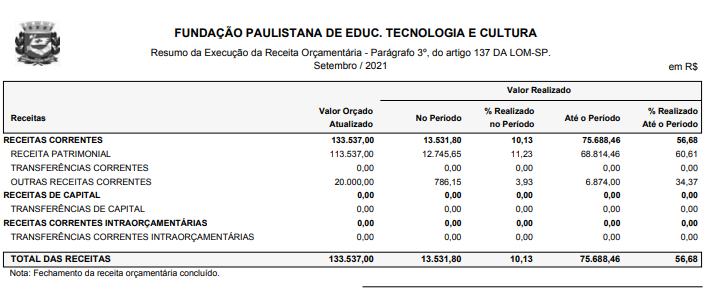 FUNDAÇÃO PAULISTANA DE EDUC. TECNOLOGIA E CULTURA
Resumo da Execução da Receita Orçamentária - Parágrafo 3º, do artigo 137 DA LOM-SP.
Setembro / 2021
em R$
Valor Realizado
Receitas Valor Orçado Atualizado No Período % Realizado no Período Até o Período % Realizado Até o Período
RECEITAS CORRENTES 133.537,00 13.531,80 10,13 75.688,46 56,68
RECEITA PATRIMONIAL 113.537,00 12.745,65 11,23 68.814,46 60,61
TRANSFERÊNCIAS CORRENTES 0,00 0,00 0,00 0,00 0,00
OUTRAS RECEITAS CORRENTES 20.000,00 786,15 3,93 6.874,00 34,37
RECEITAS DE CAPITAL 0,00 0,00 0,00 0,00 0,00
TRANSFERÊNCIAS DE CAPITAL 0,00 0,00 0,00 0,00 0,00
RECEITAS CORRENTES INTRAORÇAMENTÁRIAS 0,00 0,00 0,00 0,00 0,00
TRANSFERÊNCIAS CORRENTES INTRAORÇAMENTÁRIAS 0,00 0,00 0,00 0,00 0,00
TOTAL DAS RECEITAS 133.537,00 13.531,80 10,13 75.688,46 56,68
Nota: Fechamento da receita orçamentária concluído.